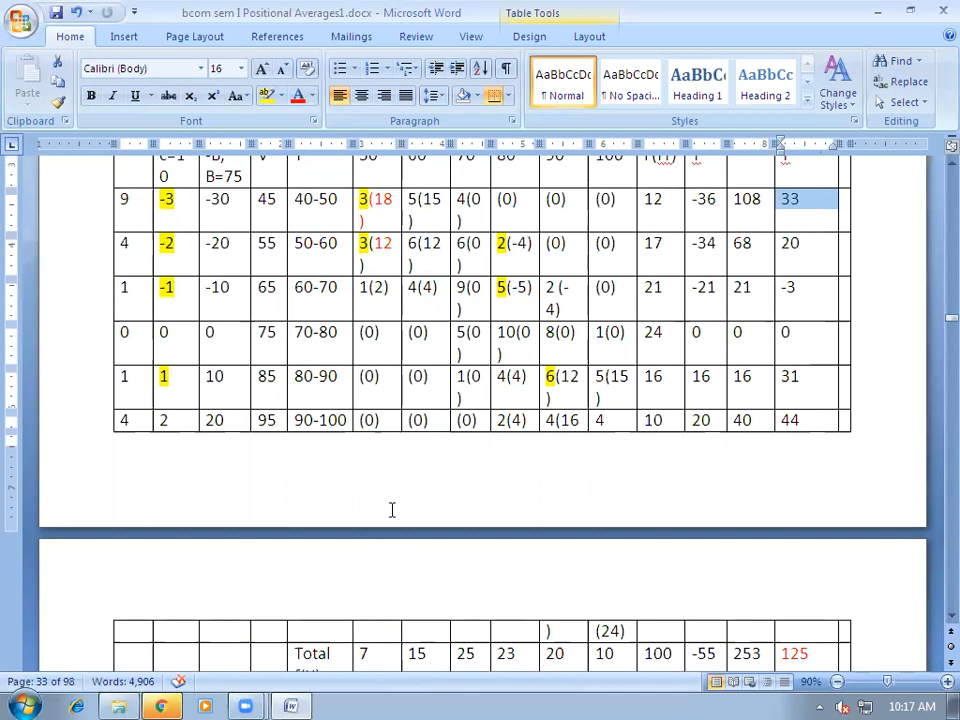 bcom sem I Positional Averages1.docx - Microsoft Word
Table Tools
Home Insert Page Layout References Mailings Review View Design Layout
Calibri (Body) 16
Paste
B I U abc x₂ x² Aa A
AaBbCcDc AaBbCcDc AaBbCc AaBbCc
¶ Normal ¶ No Spaci... Heading 1 Heading 2
Change
Styles
Find
Replace
Select
Clipboard Font Paragraph Styles Editing
-B,
0 B=75
9 -3 -30 45 40-50 3(18 5(15 4(0 (0) (0) (0) 12 -36 108 33
) ) )
4 -2 -20 55 50-60 3(12 6(12 6(0 2(-4) (0) (0) 17 -34 68 20
) ) )
1 -1 -10 65 60-70 1(2) 4(4) 9(0 5(-5) 2 (- (0) 21 -21 21 -3
) 4)
0 0 0 75 70-80 (0) (0) 5(0 10(0 8(0) 1(0) 24 0 0 0
) )
1 1 10 85 80-90 (0) (0) 1(0 4(4) 6(12 5(15 16 16 16 31
) ) )
4 2 20 95 90-100 (0) (0) (0) 2(4) 4(16 4 10 20 40 44
) (24)
Total 7 15 25 23 20 10 100 -55 253 125
Page: 33 of 98 Words: 4,906 90%
10:17 AM